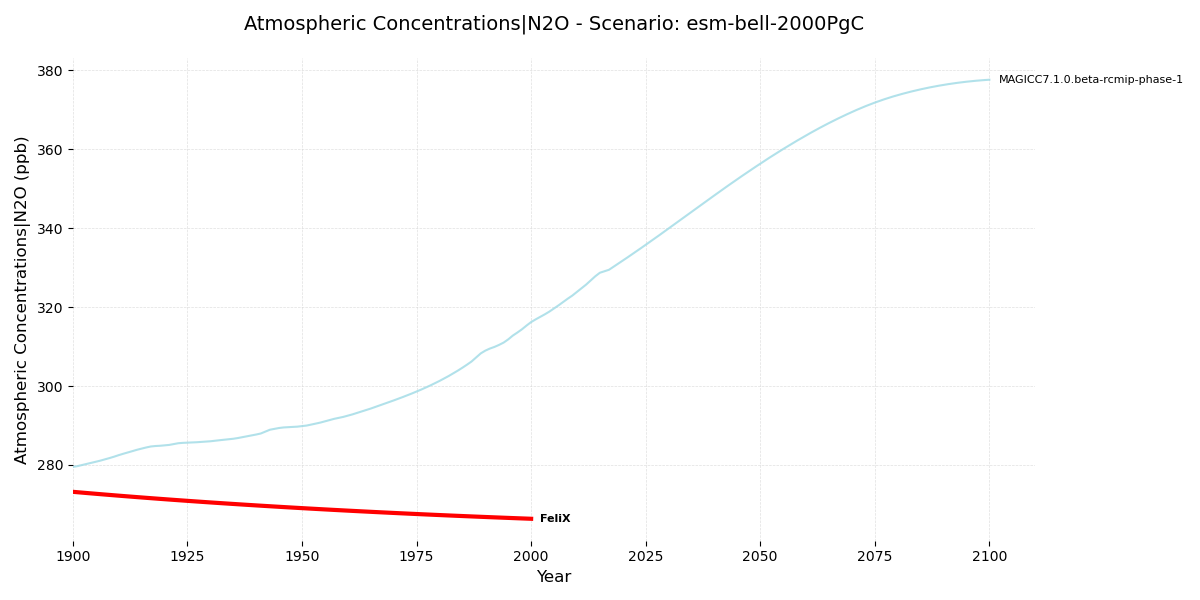 Atmospheric Concentrations|N2O - Scenario: esm-bell-2000PgC
Atmospheric Concentrations|N2O (ppb)
380
360
340
320
300
280
MAGICC7.1.0.beta-rcmip-phase-1
FeliX
1900 1925 1950 1975 2000 2025 2050 2075 2100
Year